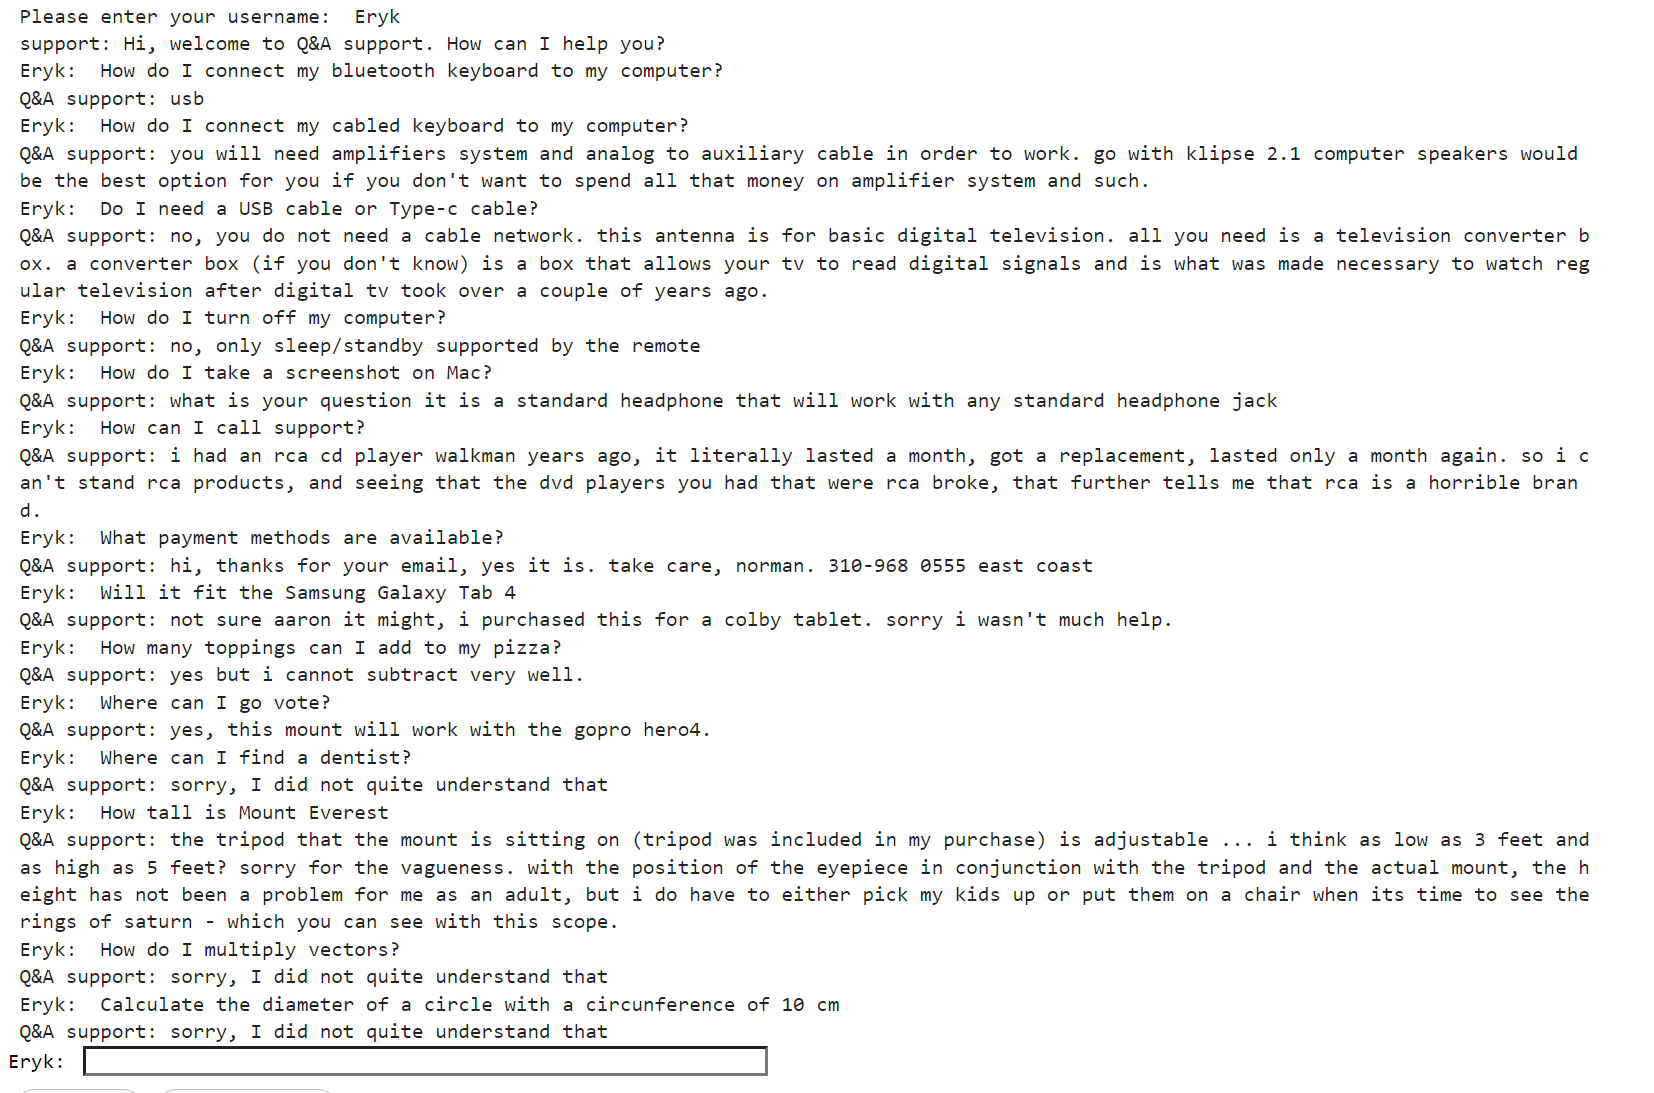 Please enter your username:  Eryk
support: Hi, welcome to Q&A support. How can I help you?
Eryk:  How do I connect my bluetooth keyboard to my computer?
Q&A support: usb
Eryk:  How do I connect my cabled keyboard to my computer?
Q&A support: you will need amplifiers system and analog to auxiliary cable in order to work. go with klipse 2.1 computer speakers would
be the best option for you if you don't want to spend all that money on amplifier system and such.
Eryk:  Do I need a USB cable or Type-c cable?
Q&A support: no, you do not need a cable network. this antenna is for basic digital television. all you need is a television converter b
ox. a converter box (if you don't know) is a box that allows your tv to read digital signals and is what was made necessary to watch reg
ular television after digital tv took over a couple of years ago.
Eryk:  How do I turn off my computer?
Q&A support: no, only sleep/standby supported by the remote
Eryk:  How do I take a screenshot on Mac?
Q&A support: what is your question it is a standard headphone that will work with any standard headphone jack
Eryk:  How can I call support?
Q&A support: i had an rca cd player walkman years ago, it literally lasted a month, got a replacement, lasted only a month again. so i c
an't stand rca products, and seeing that the dvd players you had that were rca broke, that further tells me that rca is a horrible bran
d.
Eryk:  What payment methods are available?
Q&A support: hi, thanks for your email, yes it is. take care, norman. 310-968 0555 east coast
Eryk:  Will it fit the Samsung Galaxy Tab 4
Q&A support: not sure aaron it might, i purchased this for a colby tablet. sorry i wasn't much help.
Eryk:  How many toppings can I add to my pizza?
Q&A support: yes but i cannot subtract very well.
Eryk:  Where can I go vote?
Q&A support: yes, this mount will work with the gopro hero4.
Eryk:  Where can I find a dentist?
Q&A support: sorry, I did not quite understand that
Eryk:  How tall is Mount Everest
Q&A support: the tripod that the mount is sitting on (tripod was included in my purchase) is adjustable ... i think as low as 3 feet and
as high as 5 feet? sorry for the vagueness. with the position of the eyepiece in conjunction with the tripod and the actual mount, the h
eight has not been a problem for me as an adult, but i do have to either pick my kids up or put them on a chair when its time to see the
rings of saturn - which you can see with this scope.
Eryk:  How do I multiply vectors?
Q&A support: sorry, I did not quite understand that
Eryk:  Calculate the diameter of a circle with a circunference of 10 cm
Q&A support: sorry, I did not quite understand that
Eryk: